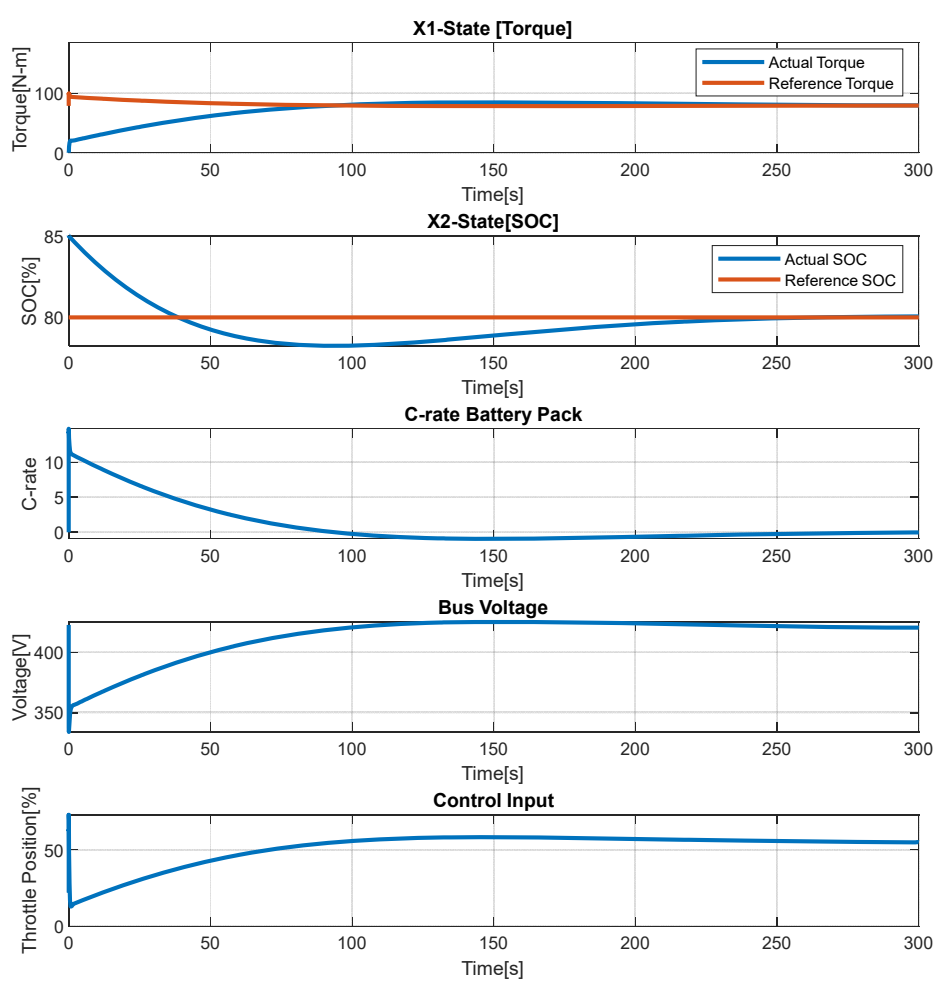 X1-State [Torque]
Torque[N-m]
100
0
Actual Torque
Reference Torque
0 50 100 150 200 250 300
Time[s]
X2-State[SOC]
SOC[%]
85
80
Actual SOC
Reference SOC
0 50 100 150 200 250 300
Time[s]
C-rate Battery Pack
C-rate
10
5
0
0 50 100 150 200 250 300
Time[s]
Bus Voltage
Voltage[V]
400
350
0 50 100 150 200 250 300
Time[s]
Control Input
Throttle Position[%]
50
0
0 50 100 150 200 250 300
Time[s]